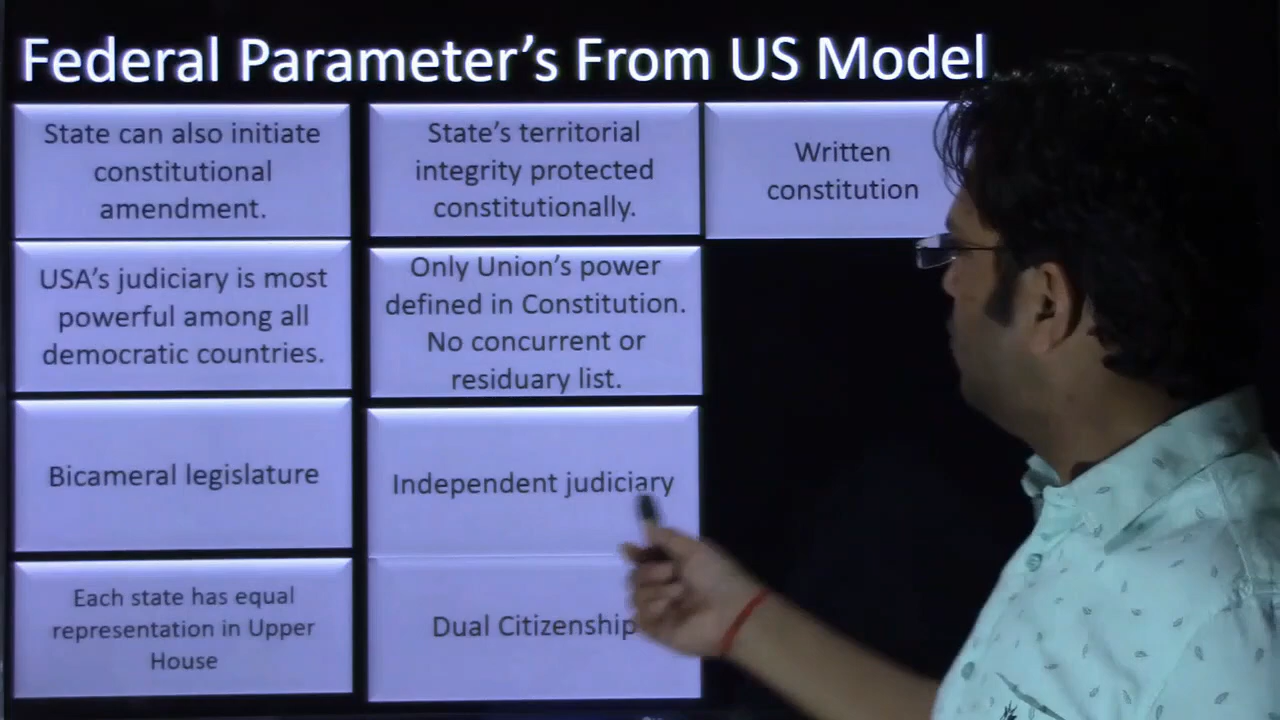 Federal Parameter's From US Model
State can also initiate
constitutional
amendment.
State's territorial
integrity protected
constitutionally.
Written
constitution
USA's judiciary is most
powerful among all
democratic countries.
Only Union's power
defined in Constitution.
No concurrent or
residuary list.
Bicameral legislature
Independent judiciary
Each state has equal
representation in Upper
House
Dual Citizenship